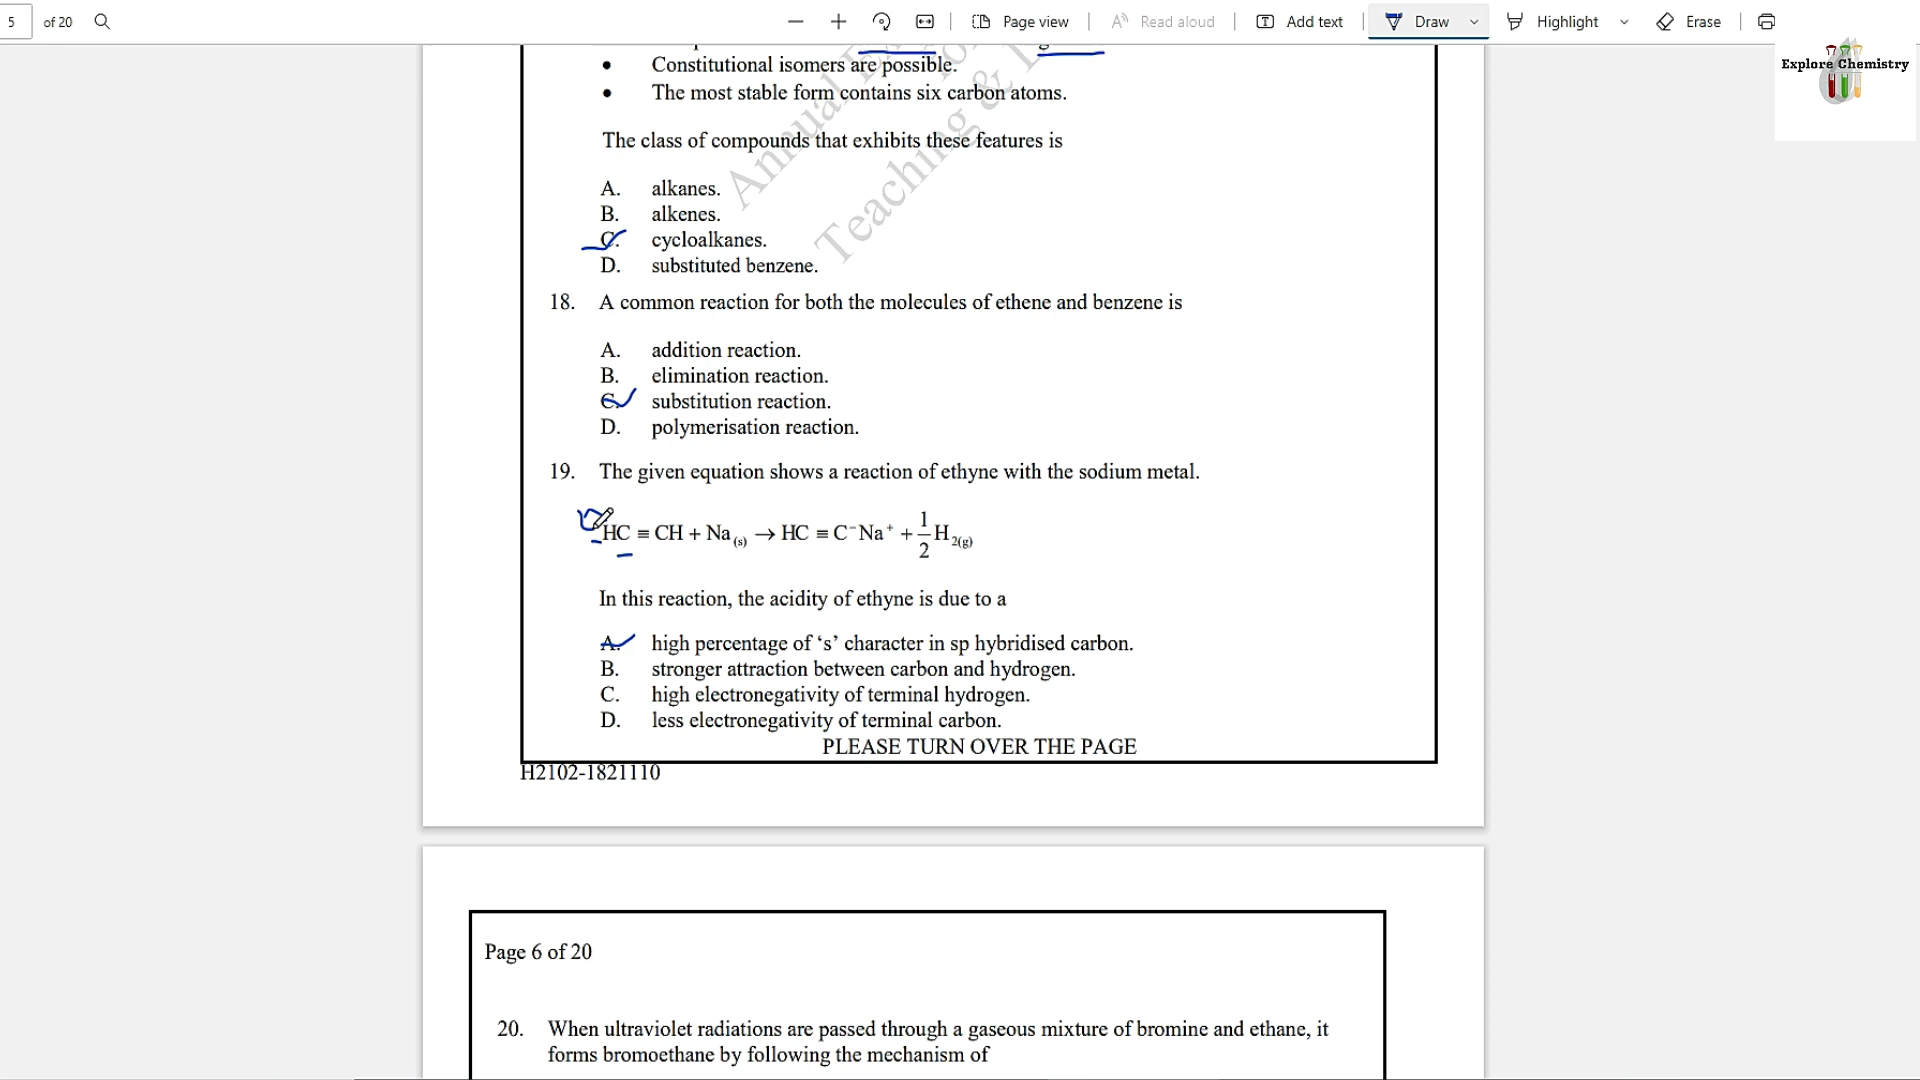 5 of 20 Page view Read aloud Add text Draw Highlight Erase
Explore Chemistry
• Constitutional isomers are possible.
• The most stable form contains six carbon atoms.
The class of compounds that exhibits these features is
A. alkanes.
B. alkenes.
C. cycloalkanes.
D. substituted benzene.
18. A common reaction for both the molecules of ethene and benzene is
A. addition reaction.
B. elimination reaction.
C. substitution reaction.
D. polymerisation reaction.
19. The given equation shows a reaction of ethyne with the sodium metal.
HC ≡ CH + Na (s) → HC ≡ C⁻Na⁺ + 1/2 H 2(g)
In this reaction, the acidity of ethyne is due to a
A. high percentage of ‘s’ character in sp hybridised carbon.
B. stronger attraction between carbon and hydrogen.
C. high electronegativity of terminal hydrogen.
D. less electronegativity of terminal carbon.
PLEASE TURN OVER THE PAGE
H2102-1821110
Page 6 of 20
20. When ultraviolet radiations are passed through a gaseous mixture of bromine and ethane, it
forms bromoethane by following the mechanism of
Annual
Teaching &